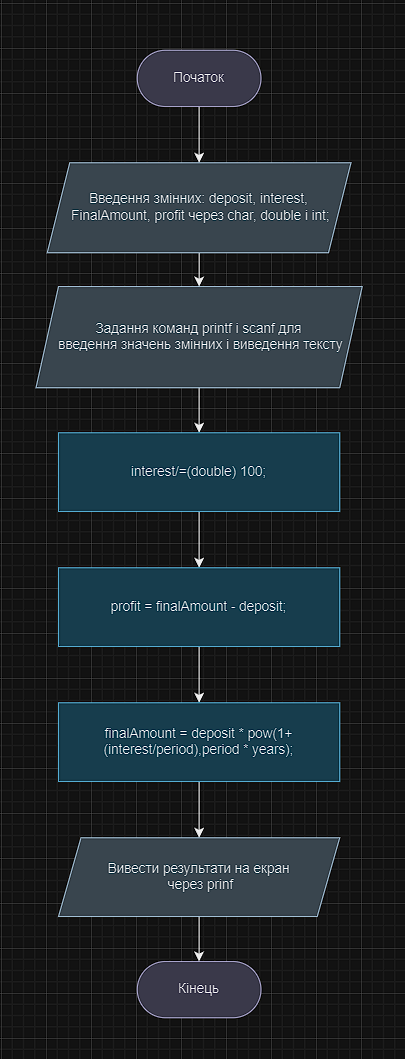 Початок
Введення змінних: deposit, interest,
FinalAmount, profit через char, double і int;
Задання команд printf і scanf для
введення значень змінних і виведення тексту
interest/=(double) 100;
profit = finalAmount - deposit;
finalAmount = deposit * pow(1+
(interest/period),period * years);
Вивести результати на екран
через prinf
Кінець